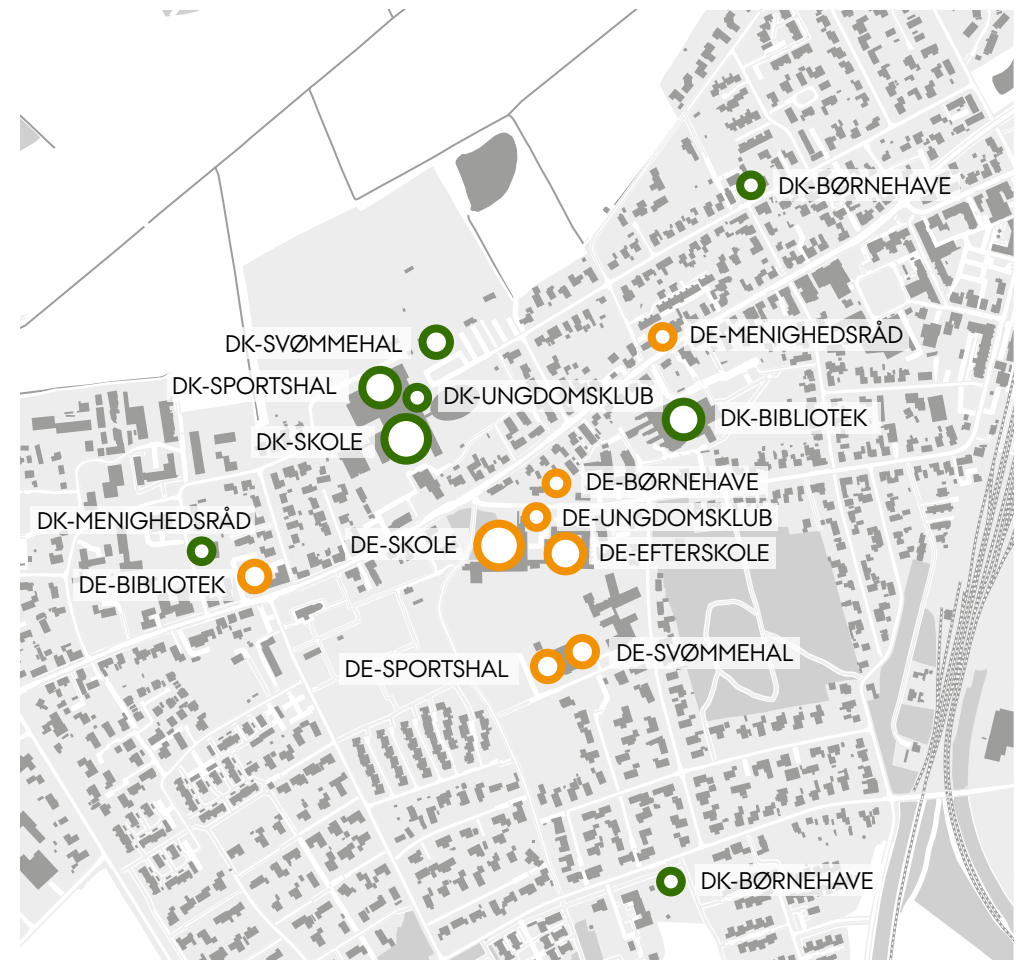 DK-BØRNEHAVE
DE-MENIGHEDSRÅD
DK-SVØMMEHAL
DK-SPORTSHAL
DK-UNGDOMSKLUB
DK-BIBLIOTEK
DK-SKOLE
DE-BØRNEHAVE
DK-MENIGHEDSRÅD
DE-UNGDOMSKLUB
DE-SKOLE
DE-EFTERSKOLE
DE-BIBLIOTEK
DE-SVØMMEHAL
DE-SPORTSHAL
DK-BØRNEHAVE